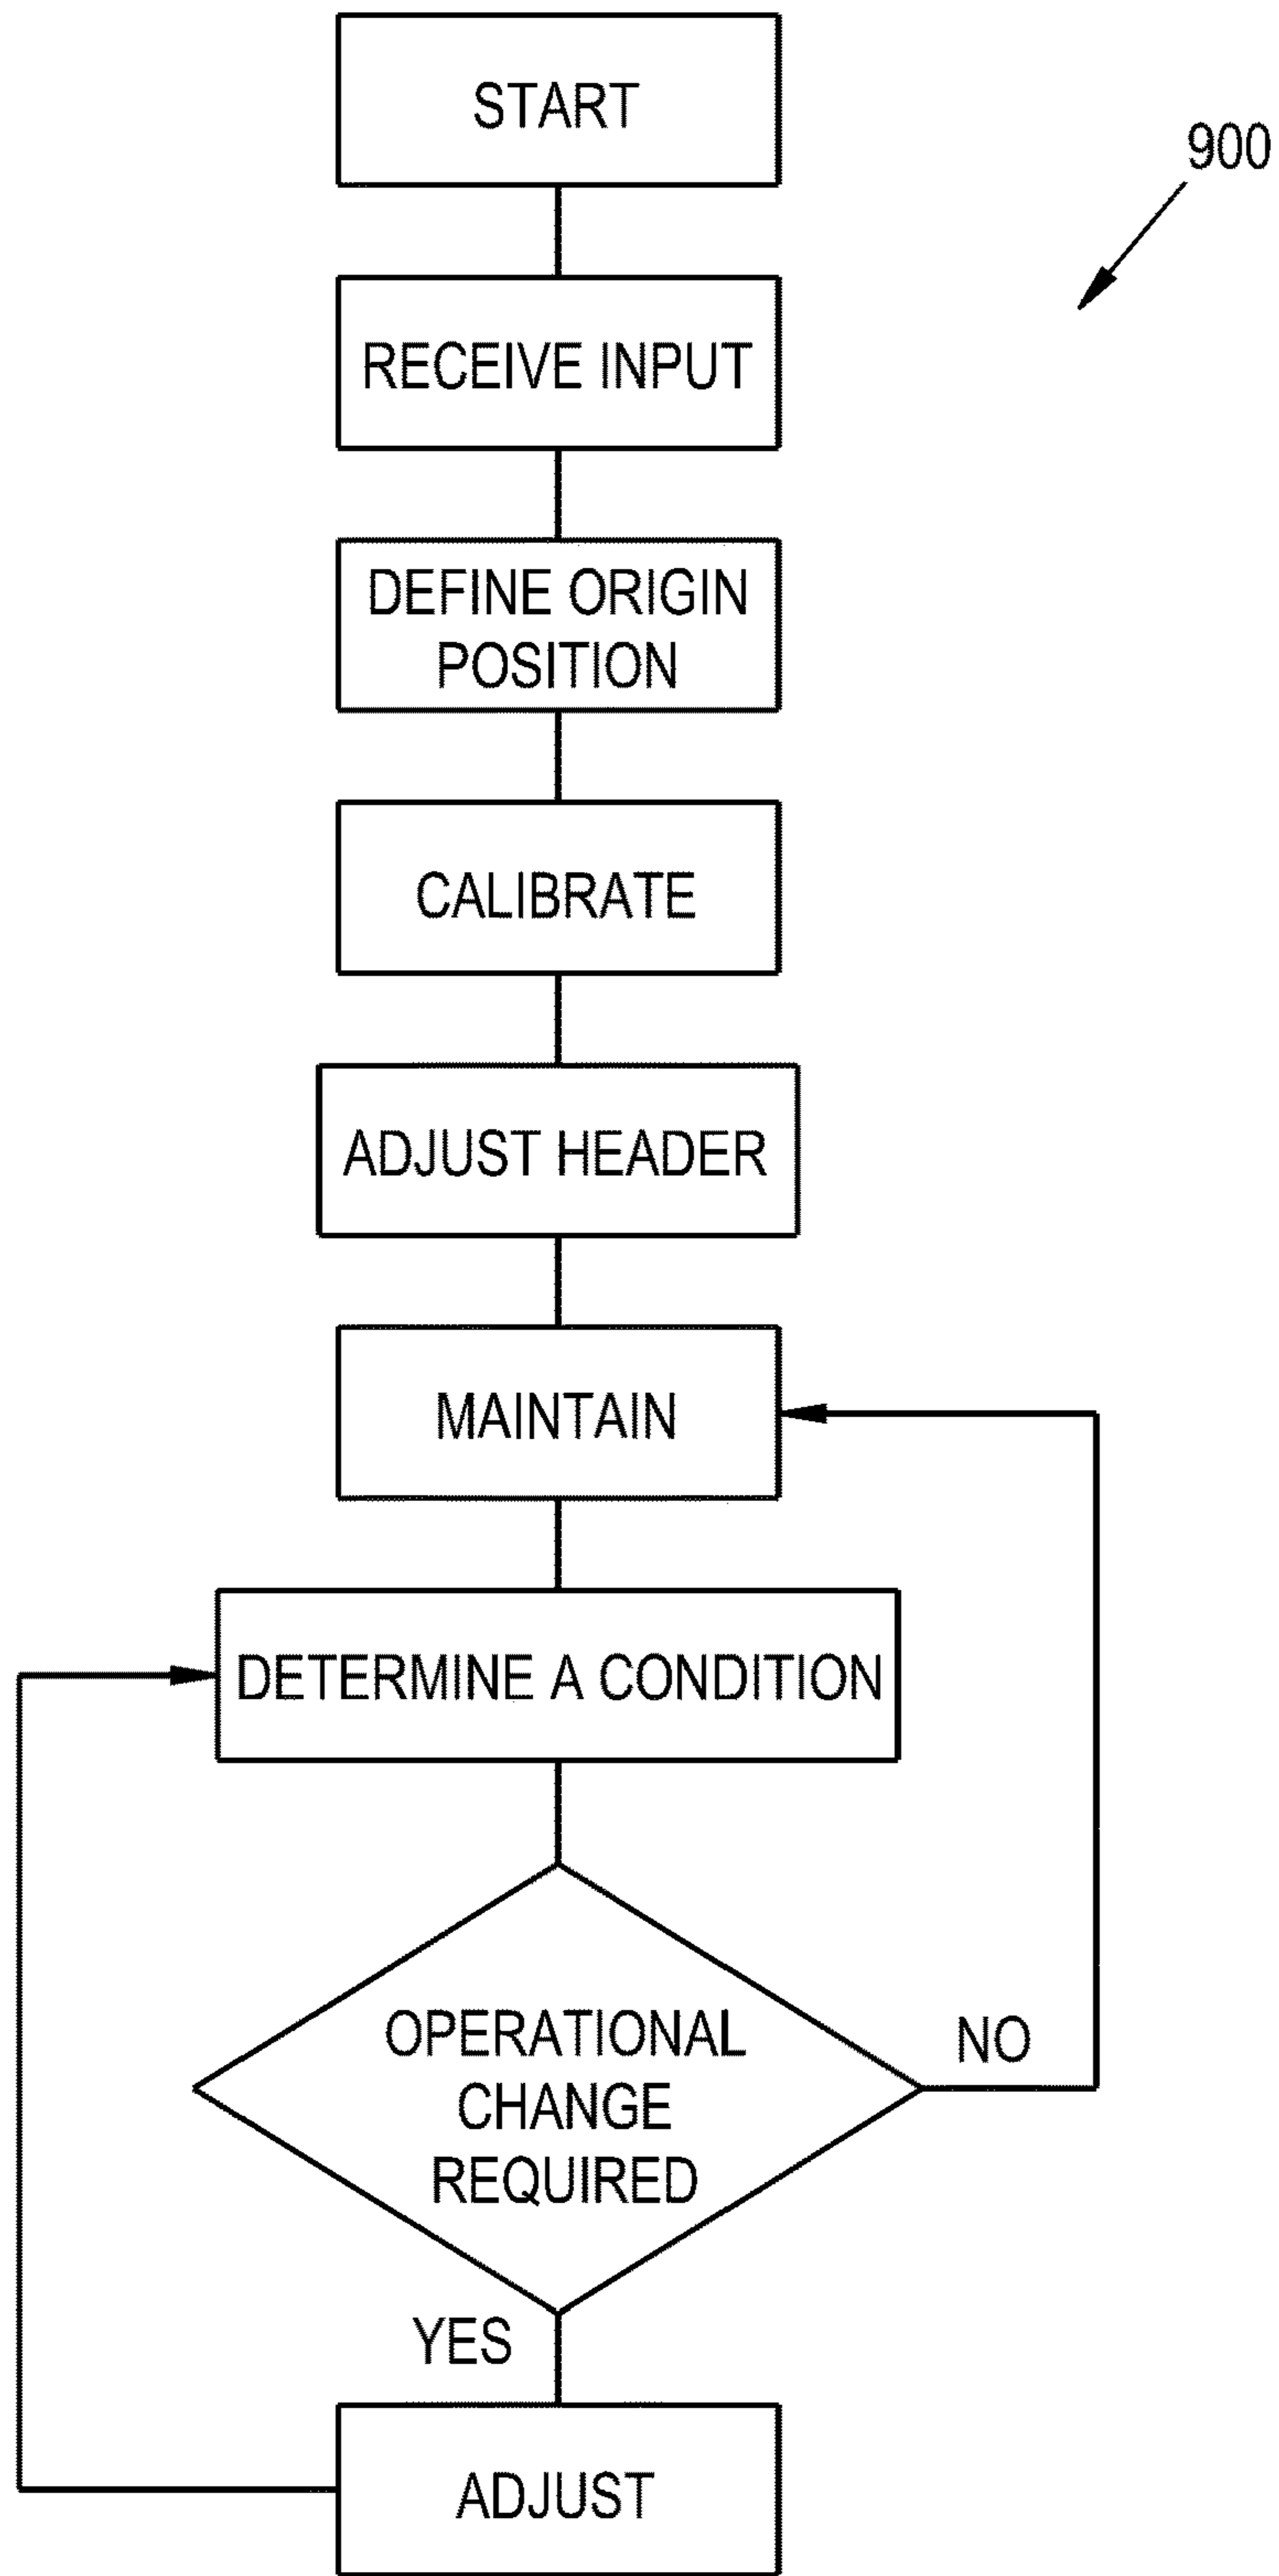 START
900
RECEIVE INPUT
DEFINE ORIGIN
POSITION
CALIBRATE
ADJUST HEADER
MAINTAIN
DETERMINE A CONDITION
OPERATIONAL
CHANGE
REQUIRED
NO
YES
ADJUST